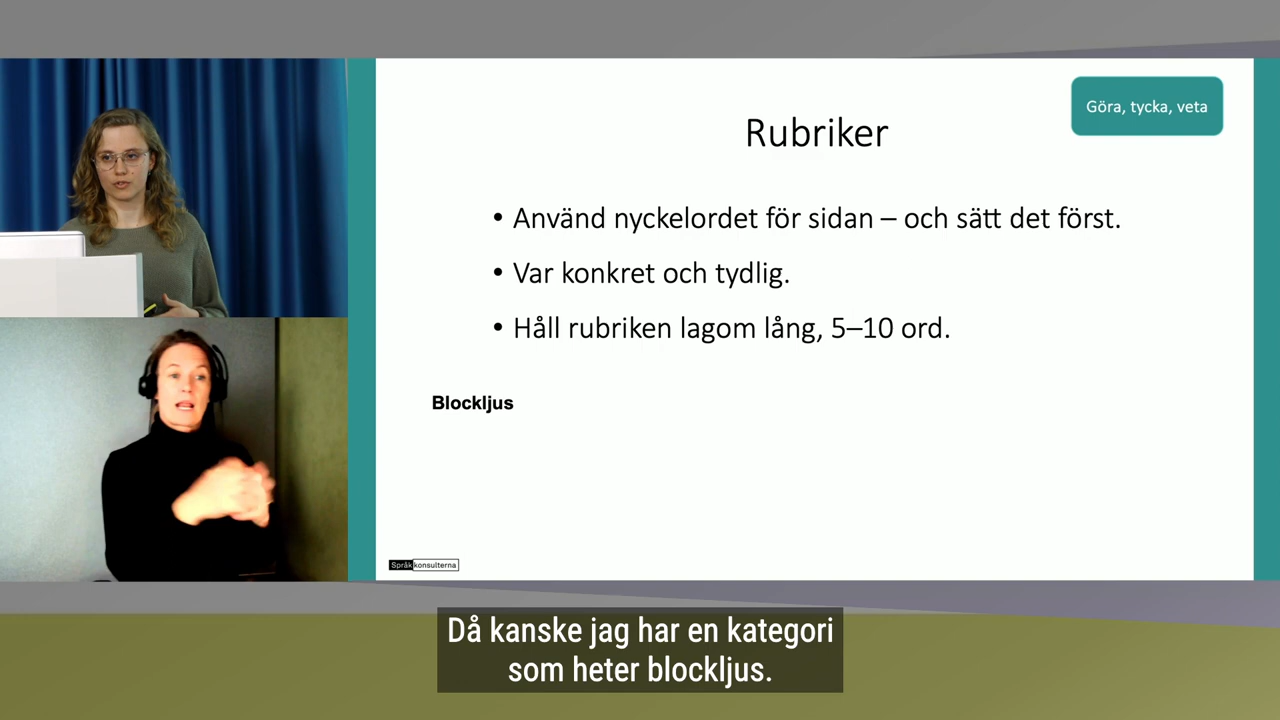 Göra, tycka, veta
Rubriker
• Använd nyckelordet för sidan – och sätt det först.
• Var konkret och tydlig.
• Håll rubriken lagom lång, 5–10 ord.
Blockljus
Språkkonsulterna
Då kanske jag har en kategori
som heter blockljus.